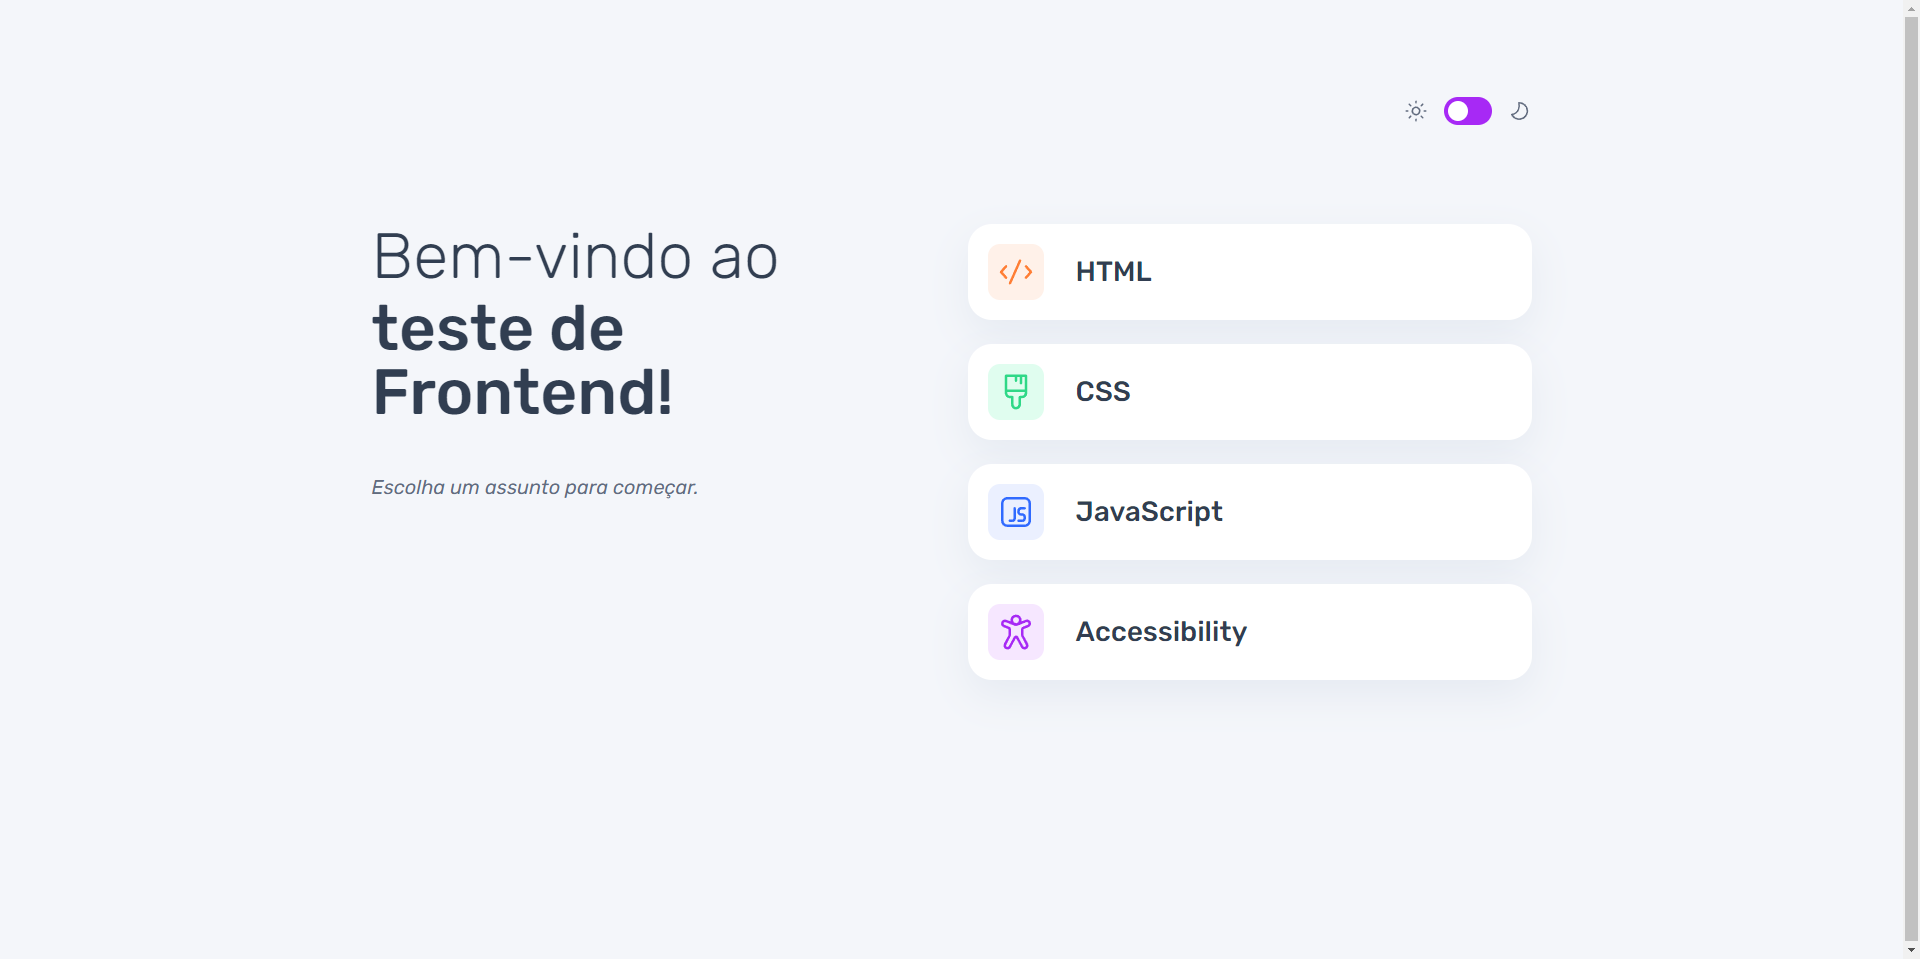 Bem-vindo ao
teste de
Frontend!
Escolha um assunto para começar.
HTML
CSS
JS
JavaScript
Accessibility